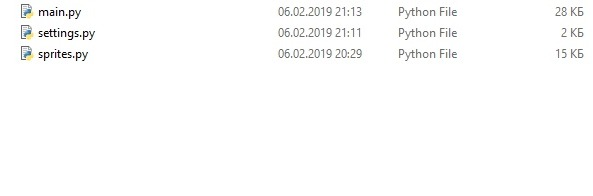 main.py 06.02.2019 21:13 Python File 28 КБ
settings.py 06.02.2019 21:11 Python File 2 КБ
sprites.py 06.02.2019 20:29 Python File 15 КБ